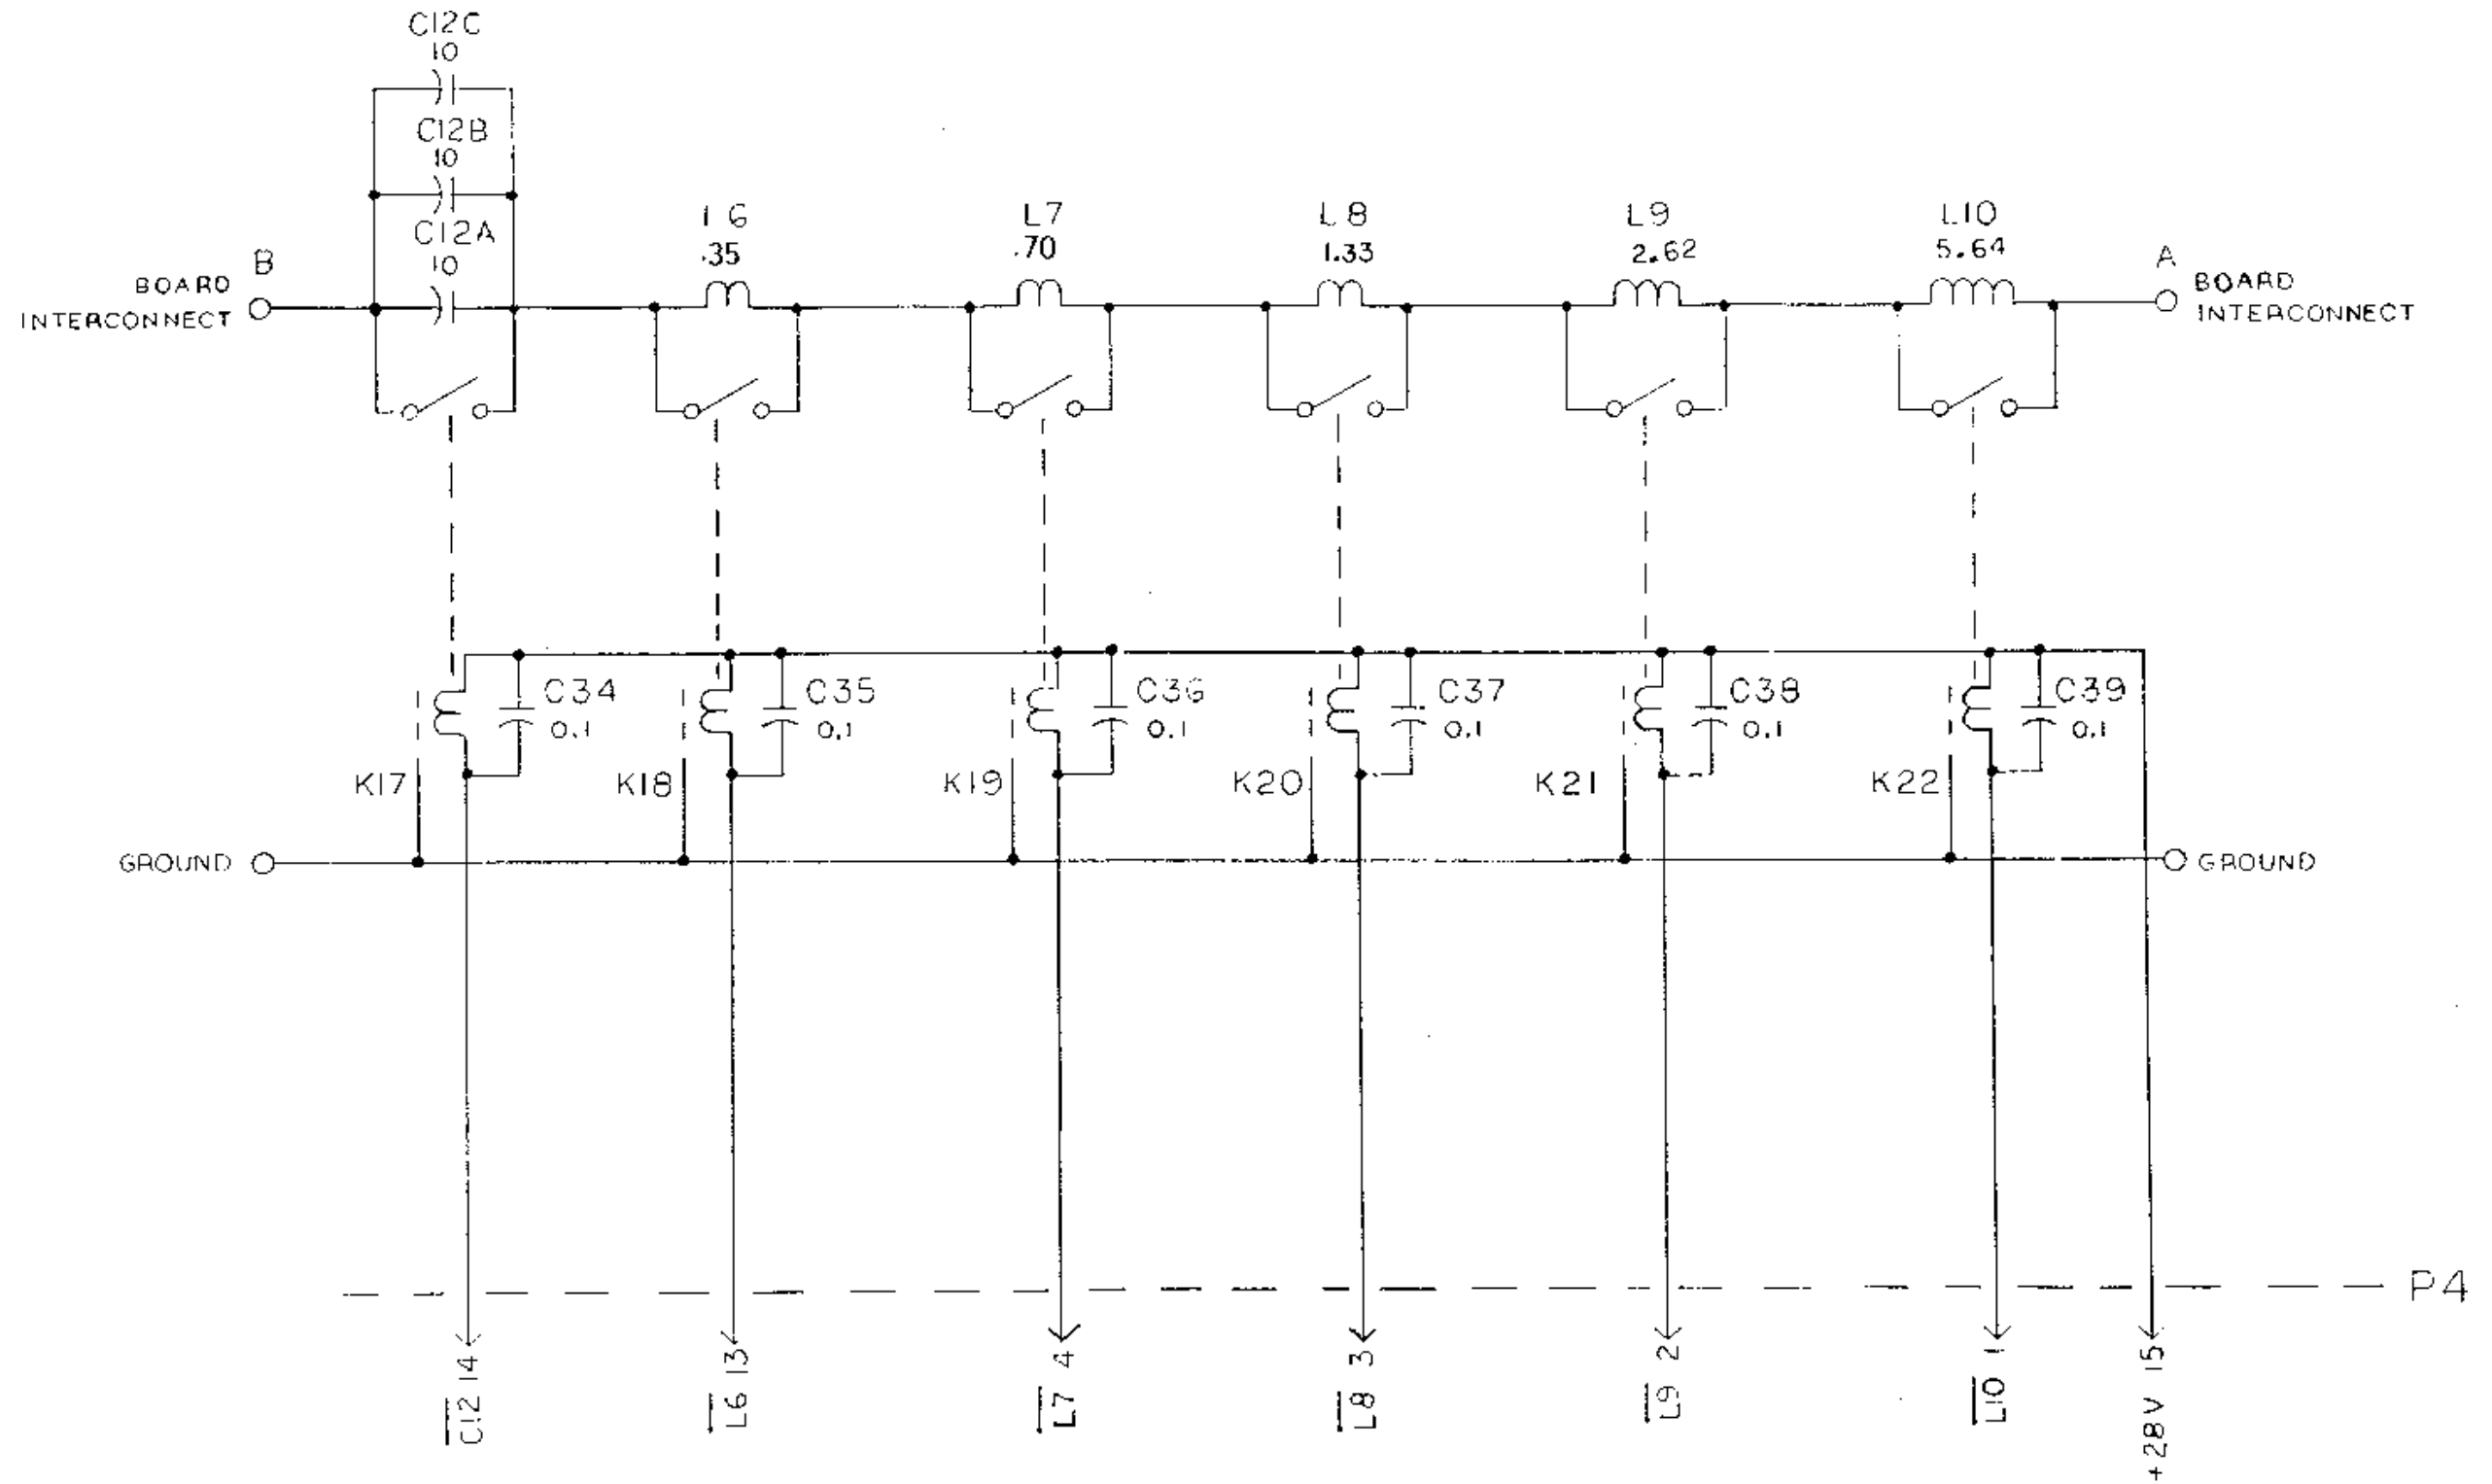 C12C
10
C12B
10
C12A
10
B
BOARD
INTERCONNECT
L6
.35
L7
.70
L8
1.33
L9
2.62
L10
5.64
A
BOARD
INTERCONNECT
C34
0.1
C35
0.1
C36
0.1
C37
0.1
C38
0.1
C39
0.1
K17
K18
K19
K20
K21
K22
GROUND
GROUND
P4
C12 14
L6 13
L7 4
L8 3
L9 2
L10 1
+28V 15